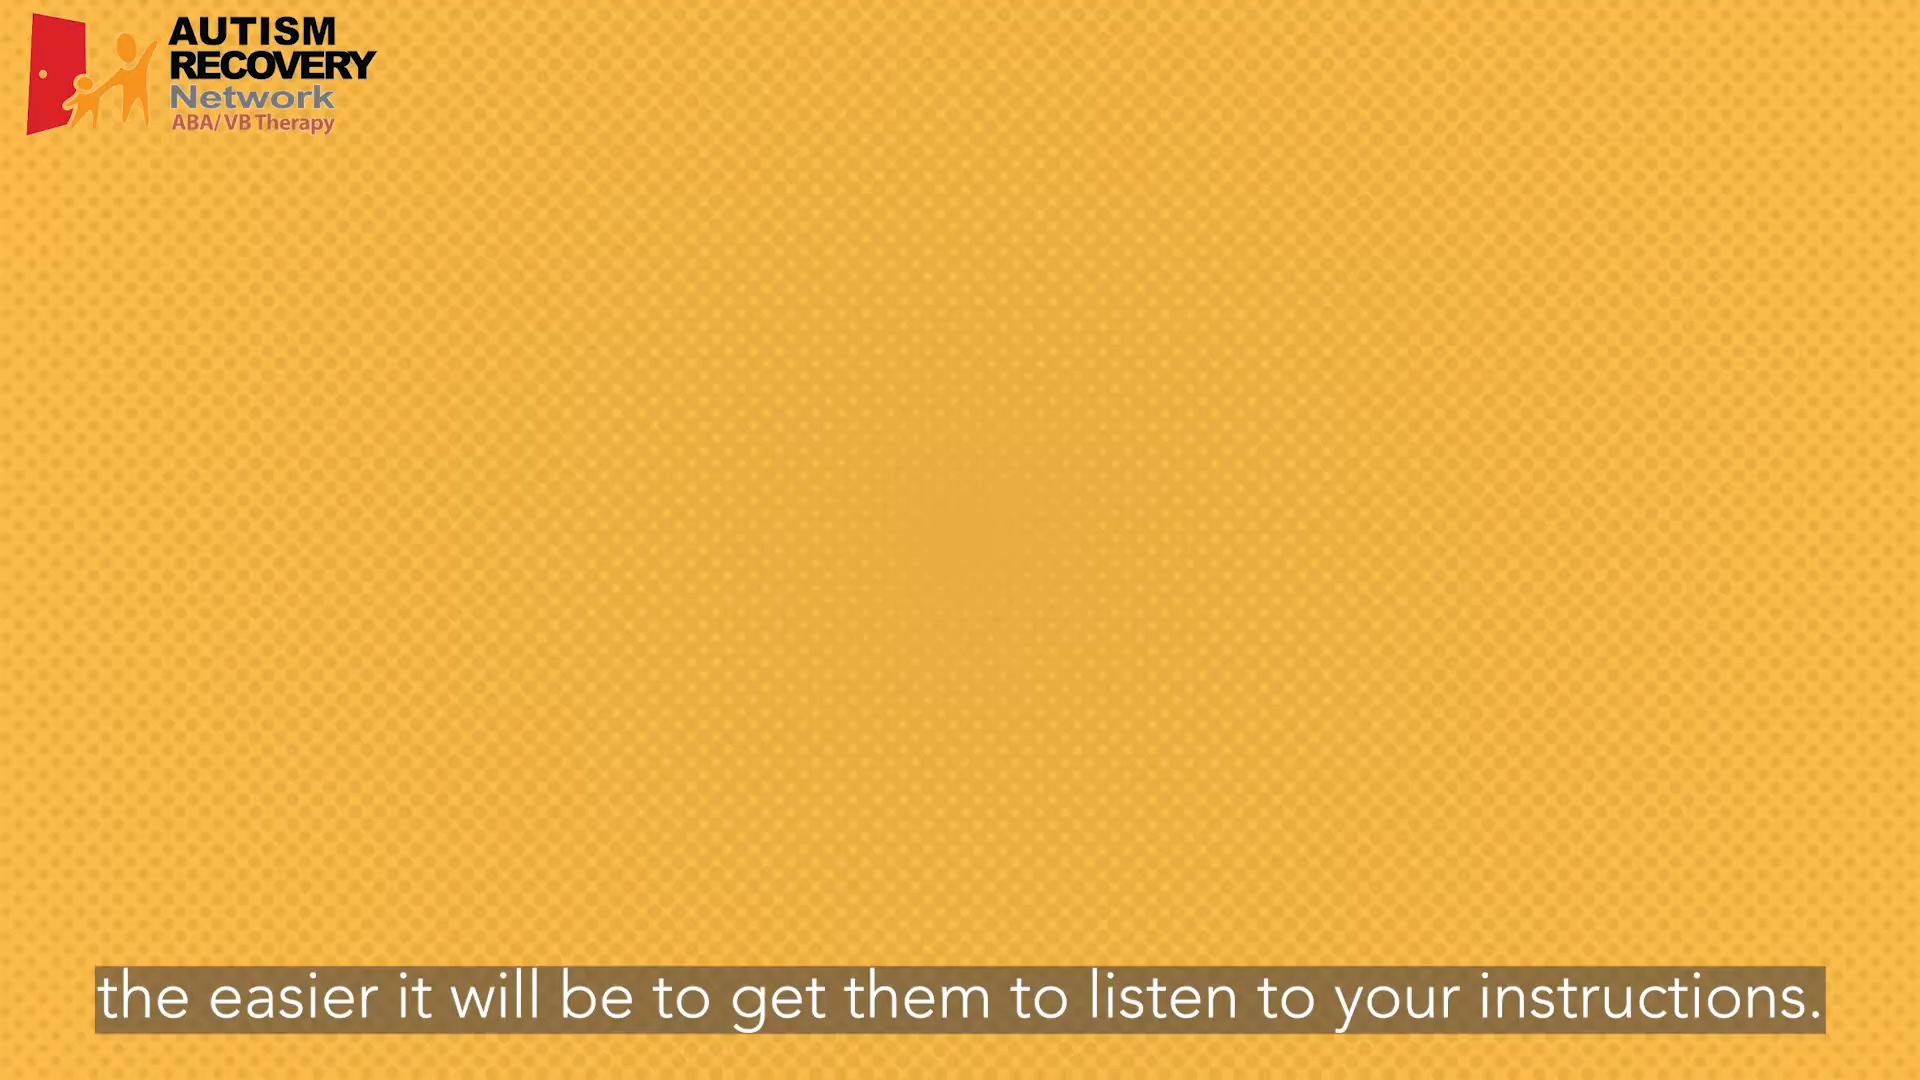 AUTISM
RECOVERY
Network
ABA/VB Therapy
the easier it will be to get them to listen to your instructions.